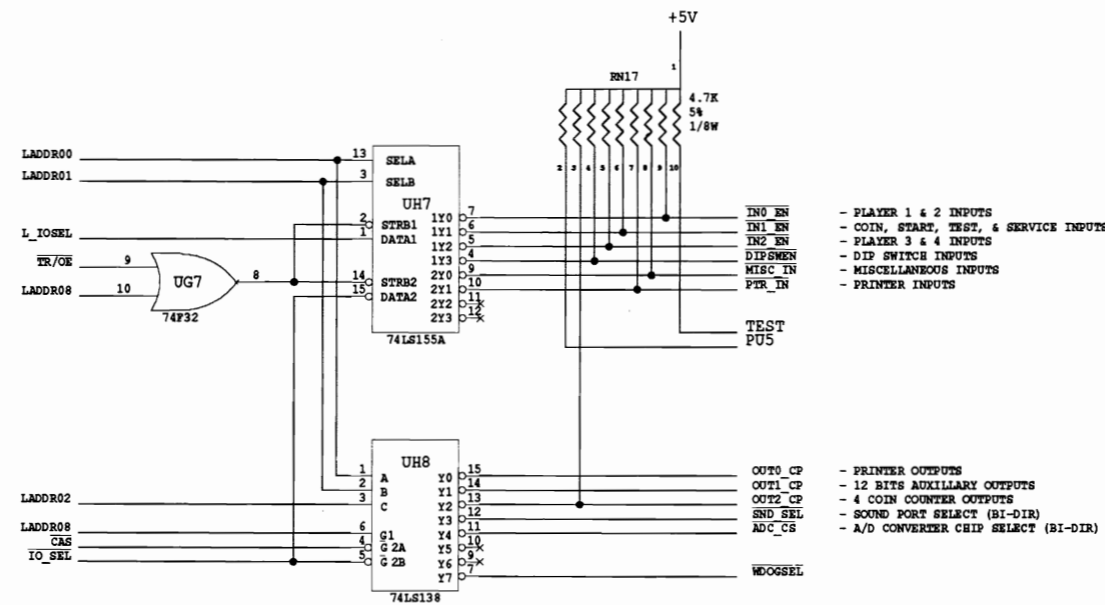 +5V
1
RN17
4.7K
5%
1/8W
2 3 4 5 6 7 8 9 10
LADDR00 13 SELA
LADDR01 3 SELB
UH7
2 STRB1 1Y0 7 IN0_EN - PLAYER 1 & 2 INPUTS
1Y1 6 IN1_EN - COIN, START, TEST, & SERVICE INPUTS
L_IOSEL 1 DATA1 1Y2 5 IN2_EN - PLAYER 3 & 4 INPUTS
1Y3 4 DIPSWEN - DIP SWITCH INPUTS
TR/OE 9 8 14 STRB2 2Y0 9 MISC_IN - MISCELLANEOUS INPUTS
UG7
LADDR08 10 15 DATA2 2Y1 10 PTR_IN - PRINTER INPUTS
2Y2 11
2Y3 12
74F32
74LS155A
TEST
PU5
UH8
1 A Y0 15 OUT0_CP - PRINTER OUTPUTS
2 B Y1 14 OUT1_CP - 12 BITS AUXILLARY OUTPUTS
LADDR02 3 C Y2 13 OUT2_CP - 4 COIN COUNTER OUTPUTS
Y3 12 SND_SEL - SOUND PORT SELECT (BI-DIR)
LADDR08 6 G1 Y4 11 ADC_CS - A/D CONVERTER CHIP SELECT (BI-DIR)
CAS 4 G2A Y5 10
IO_SEL 5 G2B Y6 9
Y7 7 WDOGSEL
74LS138